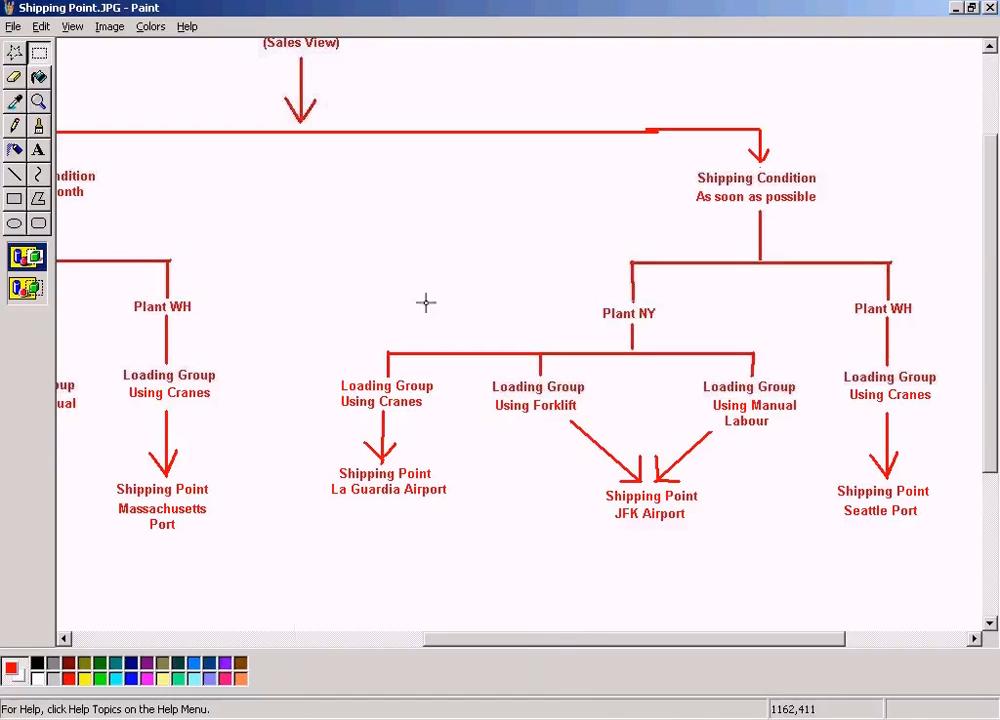 Shipping Point.JPG - Paint
File Edit View Image Colors Help
(Sales View)
ndition
onth
Shipping Condition
As soon as possible
Plant WH
Plant NY
Plant WH
Loading Group
Using Cranes
oup
ual
Loading Group
Using Cranes
Loading Group
Using Forklift
Loading Group
Using Manual
Labour
Loading Group
Using Cranes
Shipping Point
Massachusetts
Port
Shipping Point
La Guardia Airport
Shipping Point
JFK Airport
Shipping Point
Seattle Port
For Help, click Help Topics on the Help Menu.
1162,411